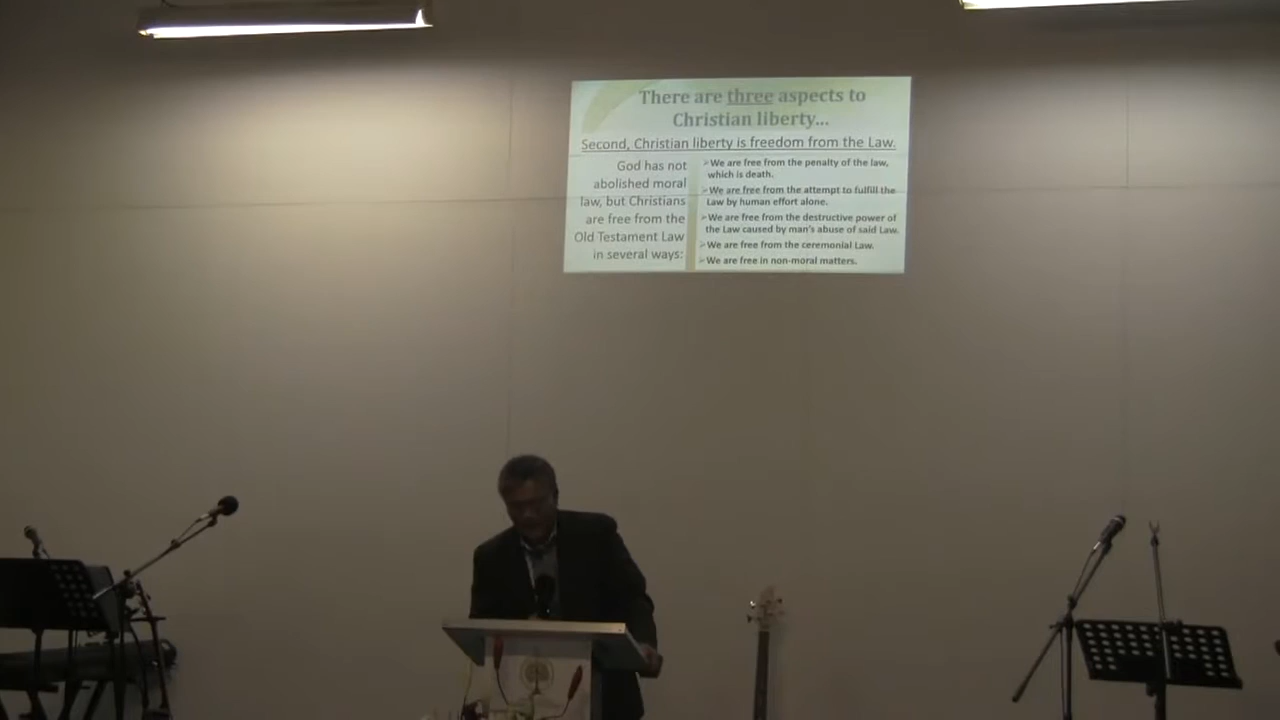 There are three aspects to
Christian liberty...
Second, Christian liberty is freedom from the Law.
God has not
abolished moral
law, but Christians
are free from the
Old Testament Law
in several ways:
➢We are free from the penalty of the law,
which is death.
➢We are free from the attempt to fulfill the
Law by human effort alone.
➢We are free from the destructive power of
the Law caused by man's abuse of said Law.
➢We are free from the ceremonial Law.
➢We are free in non-moral matters.